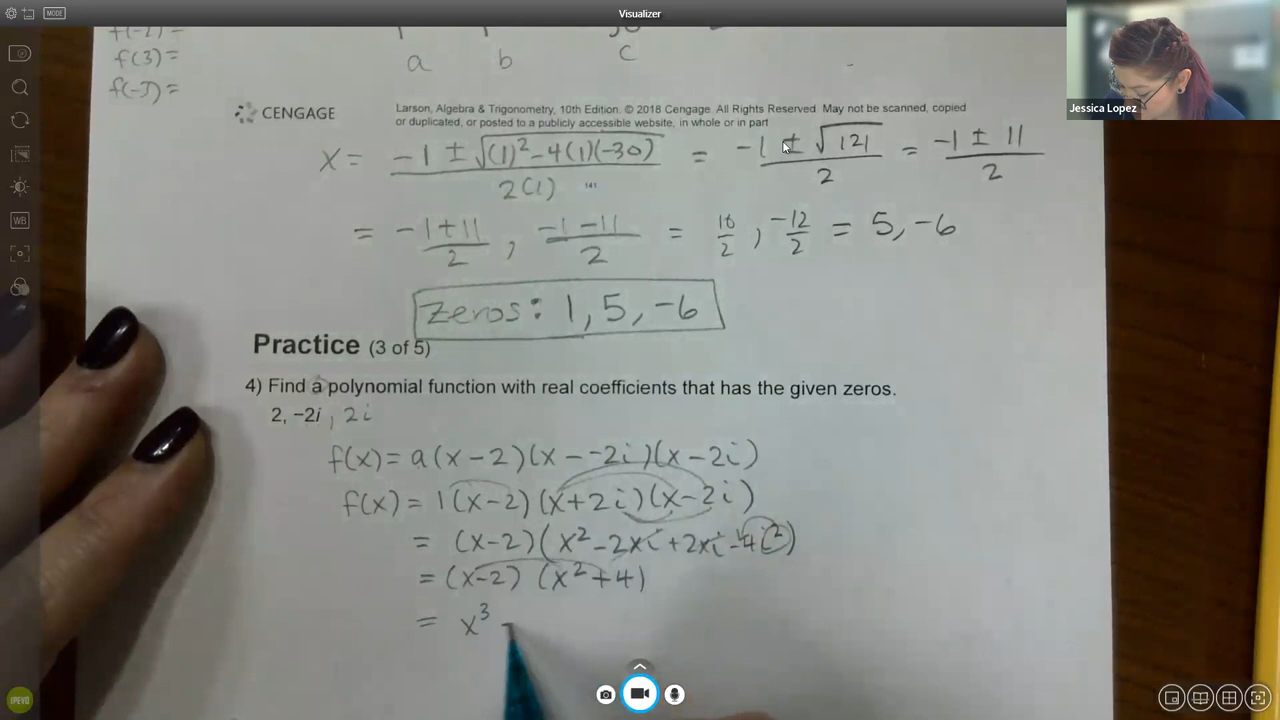 MODE
Visualizer
f(-2)=
f(3)=
f(-3)=
a b c
CENGAGE
Larson, Algebra & Trigonometry, 10th Edition. © 2018 Cengage. All Rights Reserved. May not be scanned, copied
or duplicated, or posted to a publicly accessible website, in whole or in part
Jessica Lopez
x = -1 ± √(1)²-4(1)(-30) / 2(1) = -1 ± √121 / 2 = -1 ± 11 / 2
= -1+11 / 2 , -1-11 / 2 = 10/2 , -12/2 = 5, -6
Zeros: 1, 5, -6
Practice (3 of 5)
4) Find a polynomial function with real coefficients that has the given zeros.
2, −2i, 2i
f(x) = a(x-2)(x--2i)(x-2i)
f(x) = 1(x-2)(x+2i)(x-2i)
= (x-2)(x²-2xi+2xi-4i²)
= (x-2)(x²+4)
= x³ -
WB
IPEVO